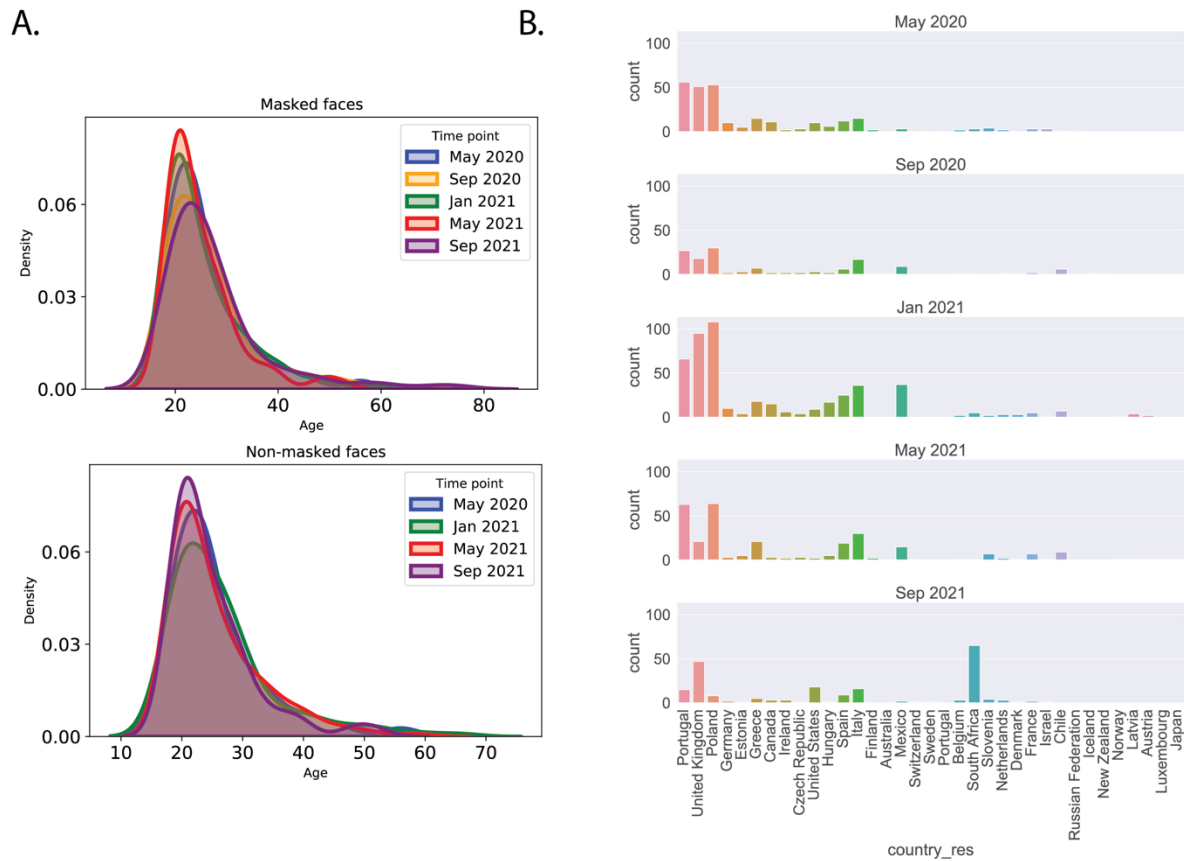 A.
Masked faces
Time point
May 2020
Sep 2020
Jan 2021
May 2021
Sep 2021
0.06
0.03
0.00
Density
20
40
60
80
Age
Non-masked faces
Time point
May 2020
Jan 2021
May 2021
Sep 2021
0.06
0.03
0.00
Density
10
20
30
40
50
60
70
Age
B.
May 2020
100
50
0
count
Sep 2020
100
50
0
count
Jan 2021
100
50
0
count
May 2021
100
50
0
count
Sep 2021
100
50
0
count
Portugal
United Kingdom
Poland
Germany
Estonia
Greece
Canada
Ireland
Czech Republic
United States
Hungary
Spain
Italy
Finland
Australia
Mexico
Switzerland
Sweden
Portugal
Belgium
South Africa
Slovenia
Netherlands
Denmark
France
Israel
Chile
Russian Federation
Iceland
New Zealand
Norway
Latvia
Austria
Luxembourg
Japan
country_res